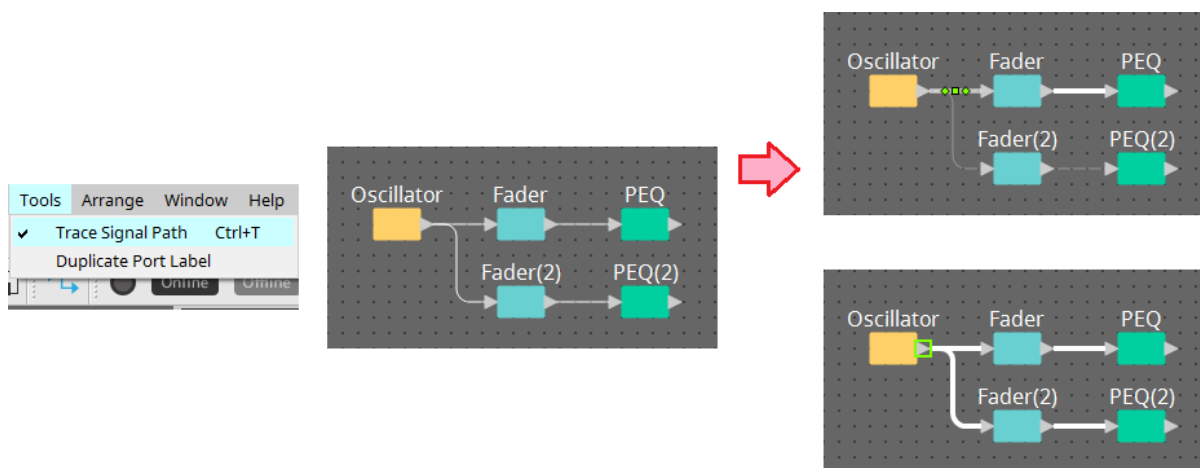 Tools Arrange Window Help
✓ Trace Signal Path Ctrl+T
Duplicate Port Label
Online Offline
Oscillator Fader PEQ
Fader(2) PEQ(2)
Oscillator Fader PEQ
Fader(2) PEQ(2)
Oscillator Fader PEQ
Fader(2) PEQ(2)